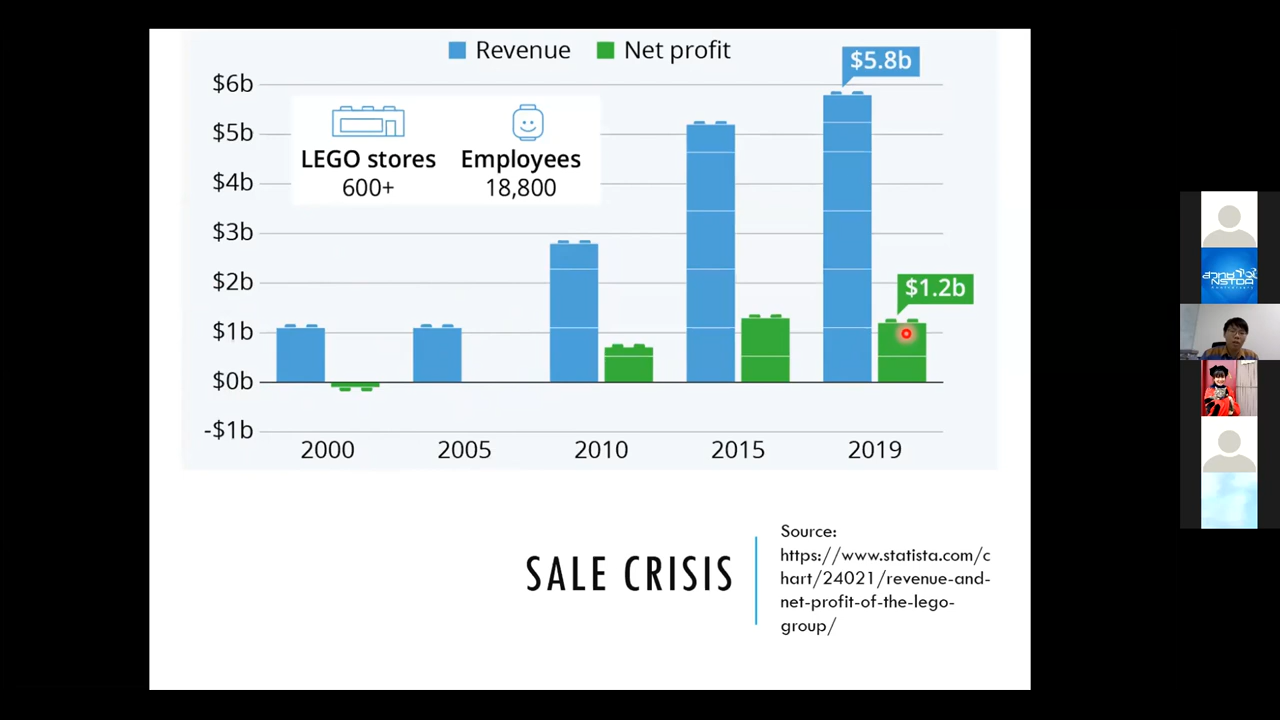 Revenue
Net profit
$5.8b
$6b
$5b
$4b
$3b
$2b
$1b
$0b
-$1b
LEGO stores
600+
Employees
18,800
$1.2b
2000
2005
2010
2015
2019
SALE CRISIS
Source:
https://www.statista.com/c
hart/24021/revenue-and-
net-profit-of-the-lego-
group/
NSTDA